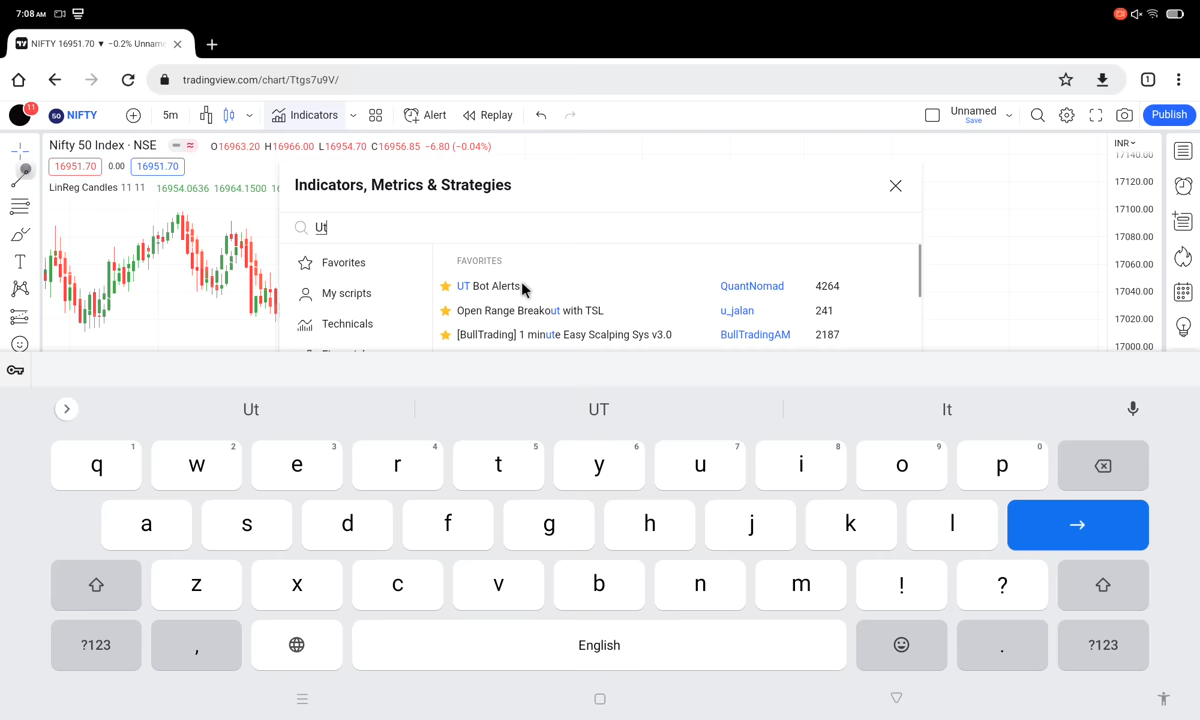 7:08 AM
NIFTY 16951.70 ▼ −0.2% Unnam
tradingview.com/chart/Ttgs7u9V/
1
11
50 NIFTY
5m
Indicators
Alert
Replay
Unnamed
Save
Publish
Nifty 50 Index · NSE
O16963.20 H16966.00 L16954.70 C16956.85 −6.80 (−0.04%)
INR
17140.00
16951.70 0.00 16951.70
LinReg Candles 11 11 16954.0636 16964.1500
17120.00
17100.00
17080.00
17060.00
17040.00
17020.00
17000.00
Indicators, Metrics & Strategies
Ut
Favorites
My scripts
Technicals
FAVORITES
UT Bot Alerts QuantNomad 4264
Open Range Breakout with TSL u_jalan 241
[BullTrading] 1 minute Easy Scalping Sys v3.0 BullTradingAM 2187
Ut UT It
1 2 3 4 5 6 7 8 9 0
q w e r t y u i o p
a s d f g h j k l
z x c v b n m ! ?
?123 , English . ?123